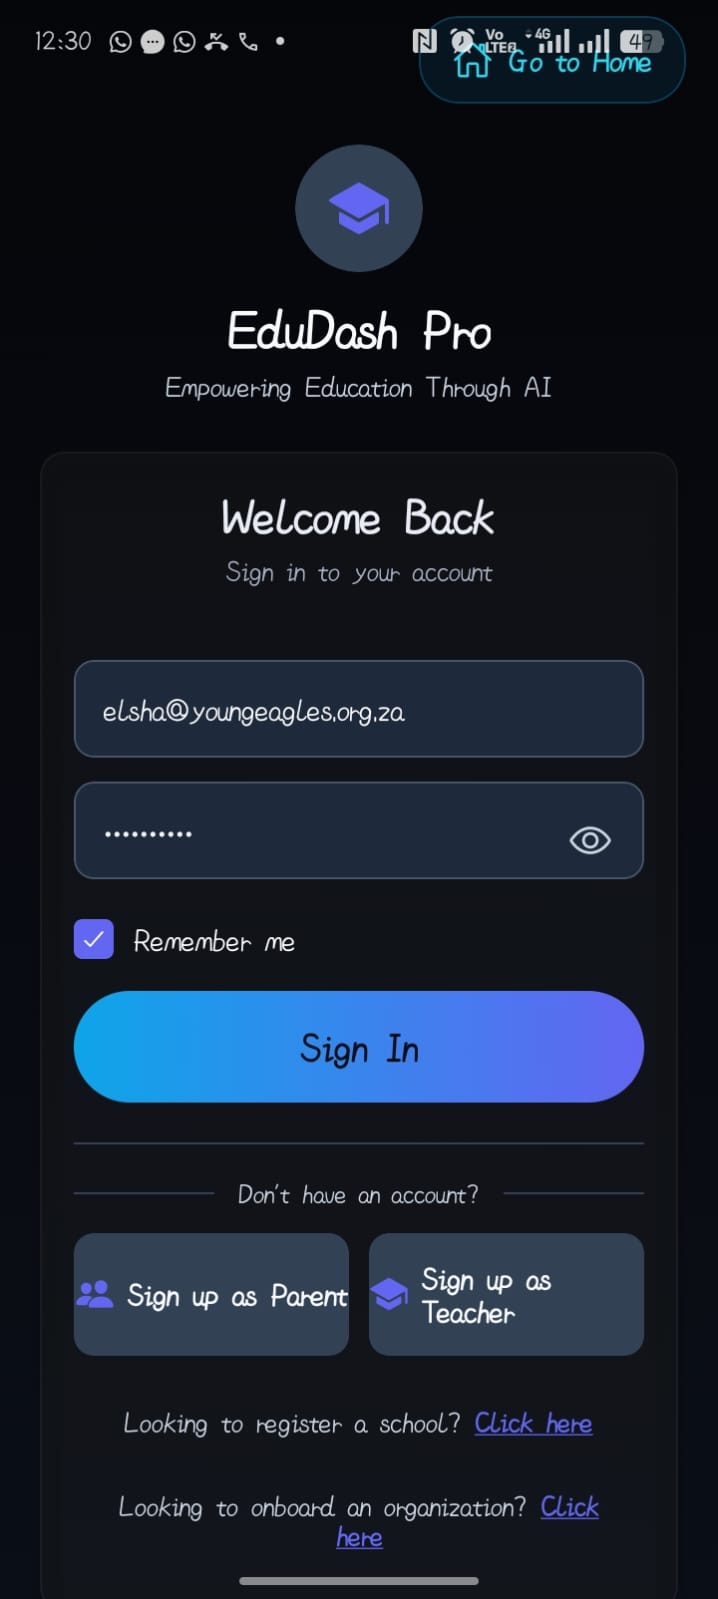 12:30
Vo LTE2 4G 49
Go to Home
EduDash Pro
Empowering Education Through AI
Welcome Back
Sign in to your account
elsha@youngeagles.org.za
Remember me
Sign In
Don't have an account?
Sign up as Parent
Sign up as
Teacher
Looking to register a school? Click here
Looking to onboard an organization? Click
here